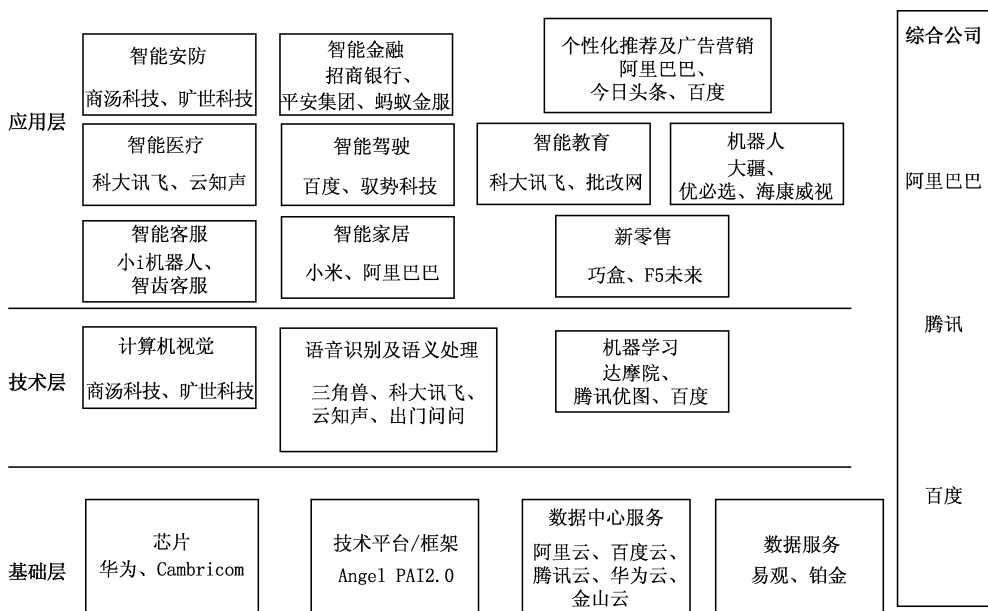 综合公司
智能安防
商汤科技、旷世科技
智能金融
招商银行、
平安集团、蚂蚁金服
个性化推荐及广告营销
阿里巴巴、
今日头条、百度
应用层
智能医疗
科大讯飞、云知声
智能驾驶
百度、驭势科技
智能教育
科大讯飞、批改网
机器人
大疆、
优必选、海康威视
阿里巴巴
智能客服
小i机器人、
智齿客服
智能家居
小米、阿里巴巴
新零售
巧盒、F5未来
腾讯
技术层
计算机视觉
商汤科技、旷世科技
语音识别及语义处理
三角兽、科大讯飞、
云知声、出门问问
机器学习
达摩院、
腾讯优图、百度
百度
基础层
芯片
华为、Cambricom
技术平台/框架
Angel PAI2.0
数据中心服务
阿里云、百度云、
腾讯云、华为云、
金山云
数据服务
易观、铂金